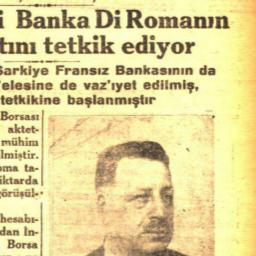 i Banka Di Romanın
tını tetkik ediyor
Şarkiye Fransız Bankasının da
elesine de vaz'ıyet edilmiş,
tetkikine başlanmıştır
Borsası
aktet-
mühim
lmiştir.
oma ta-
iktarda
görüşül-
hesabı-
dan İn-
Borsa